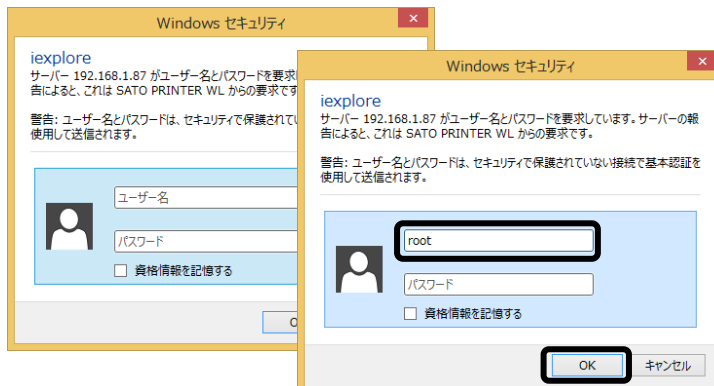 Windows セキュリティ
iexplore
サーバー 192.168.1.87 がユーザー名とパスワードを要求
告によると、これは SATO PRINTER WL からの要求です
警告: ユーザー名とパスワードは、セキュリティで保護されてい
使用して送信されます。
ユーザー名
パスワード
資格情報を記憶する
O
Windows セキュリティ
iexplore
サーバー 192.168.1.87 がユーザー名とパスワードを要求しています。サーバーの報
告によると、これは SATO PRINTER WL からの要求です。
警告: ユーザー名とパスワードは、セキュリティで保護されていない接続で基本認証を
使用して送信されます。
root
パスワード
資格情報を記憶する
OK
キャンセル